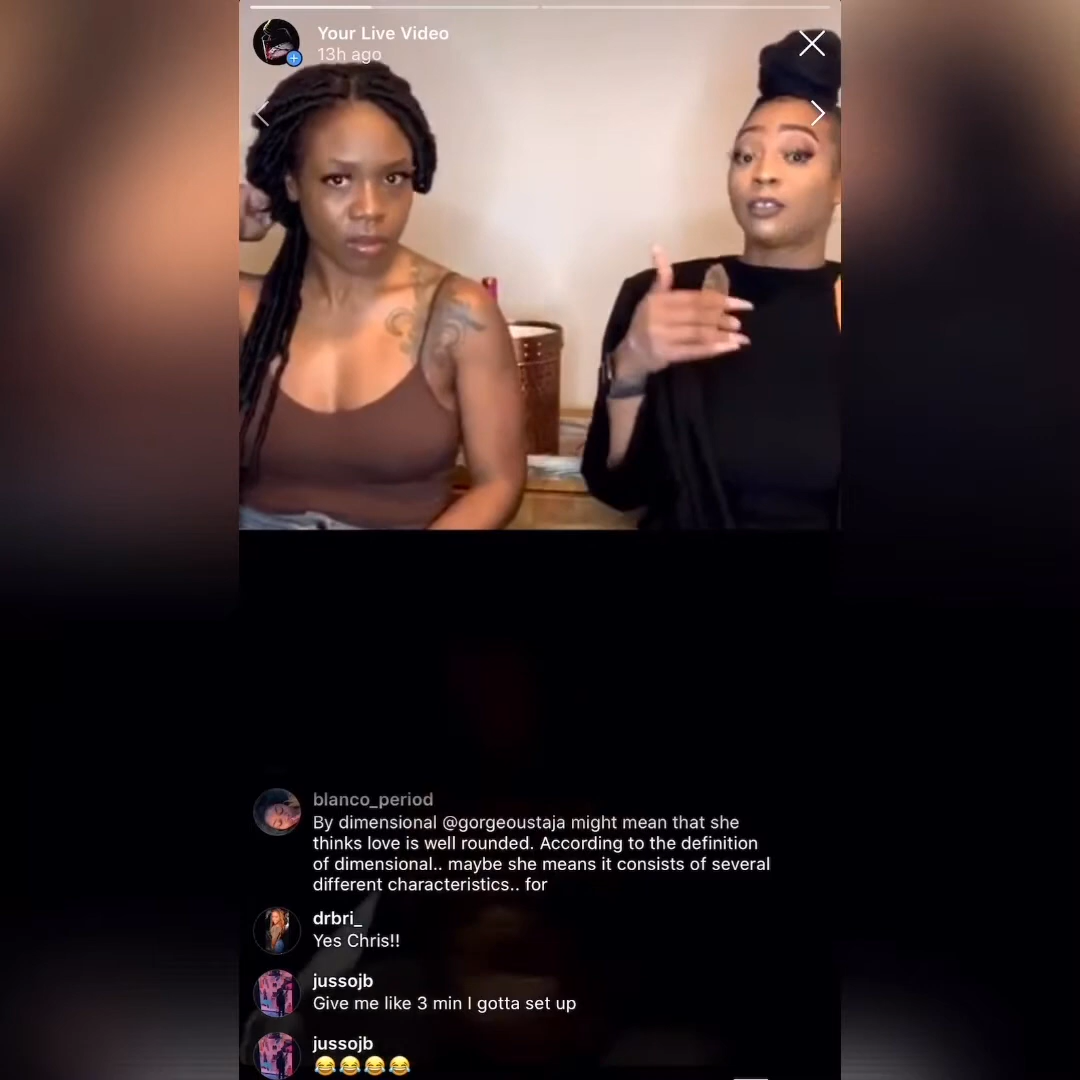 Your Live Video
13h ago
blanco_period
By dimensional @gorgeoustaja might mean that she
thinks love is well rounded. According to the definition
of dimensional.. maybe she means it consists of several
different characteristics.. for
drbri_
Yes Chris!!
jussojb
Give me like 3 min I gotta set up
jussojb
😂😂😂😂